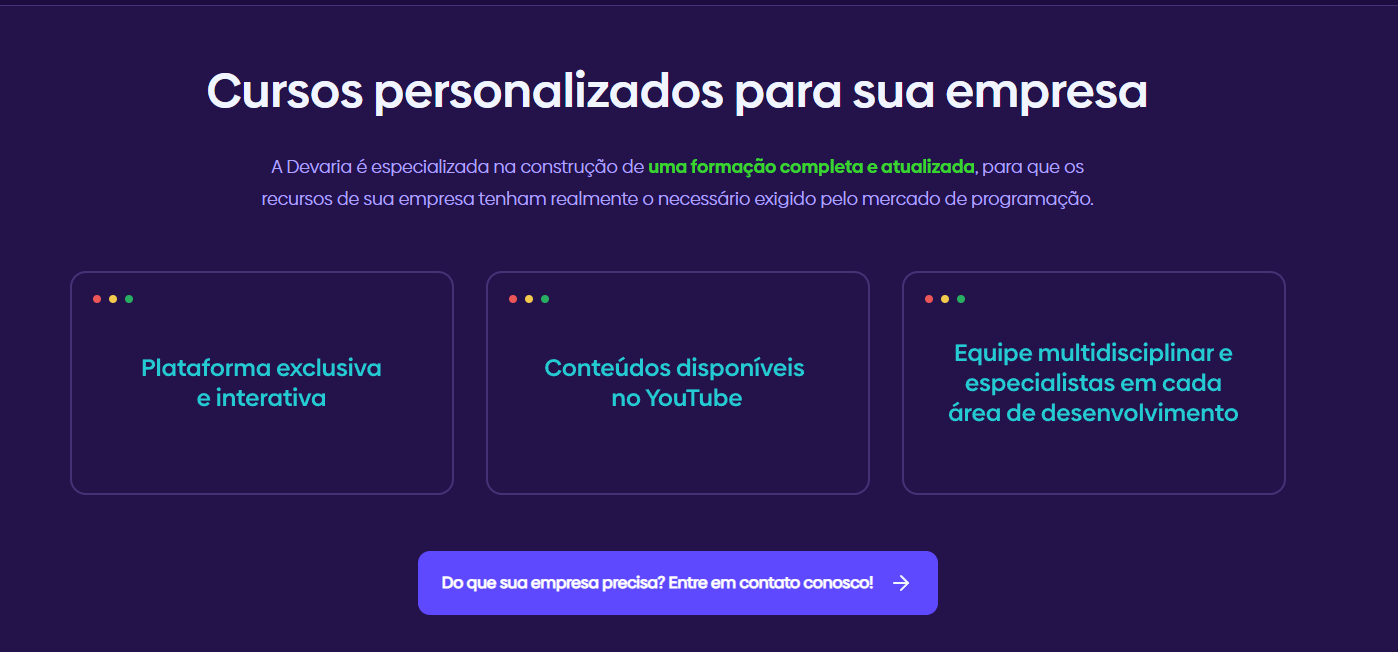 Cursos personalizados para sua empresa
A Devaria é especializada na construção de uma formação completa e atualizada, para que os
recursos de sua empresa tenham realmente o necessário exigido pelo mercado de programação.
Plataforma exclusiva
e interativa
Conteúdos disponíveis
no YouTube
Equipe multidisciplinar e
especialistas em cada
área de desenvolvimento
Do que sua empresa precisa? Entre em contato conosco!